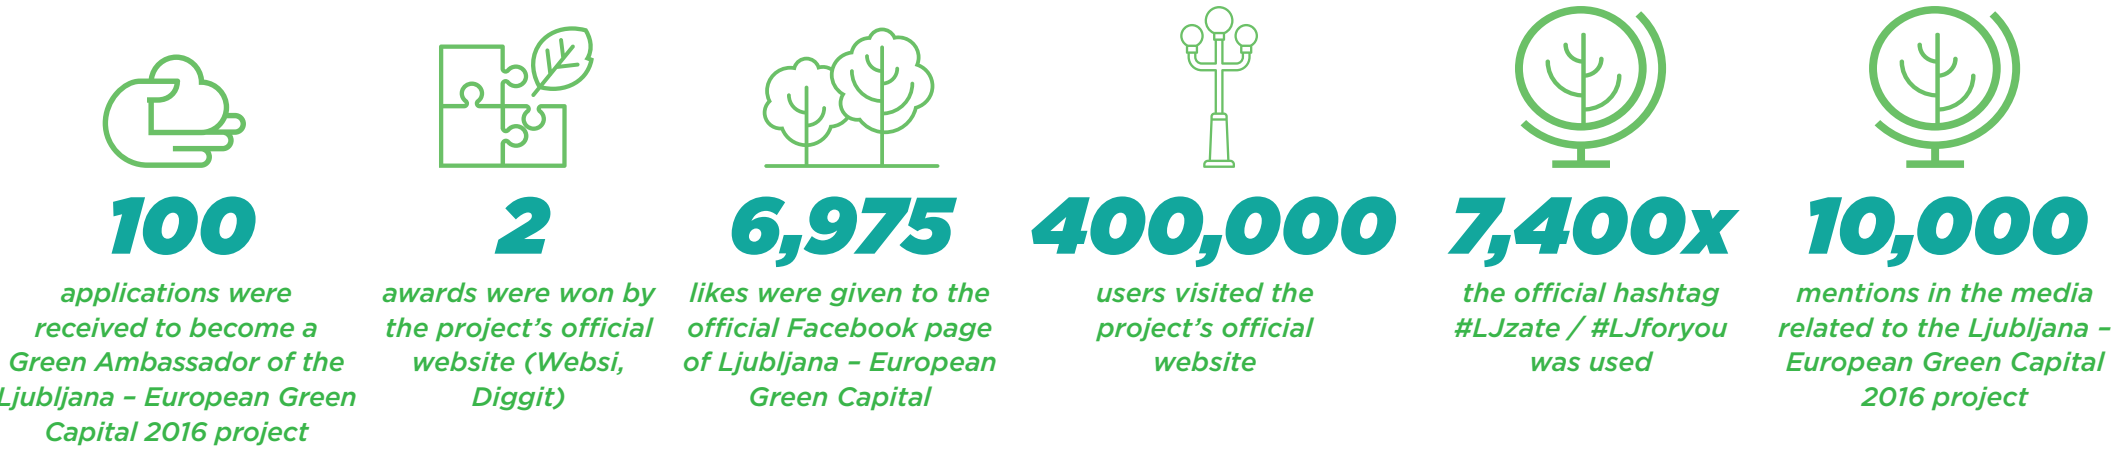 100
applications were
received to become a
Green Ambassador of the
Ljubljana – European Green
Capital 2016 project
2
awards were won by
the project’s official
website (Websi,
Diggit)
6,975
likes were given to the
official Facebook page
of Ljubljana – European
Green Capital
400,000
users visited the
project’s official
website
7,400x
the official hashtag
#LJzate / #LJforyou
was used
10,000
mentions in the media
related to the Ljubljana –
European Green Capital
2016 project